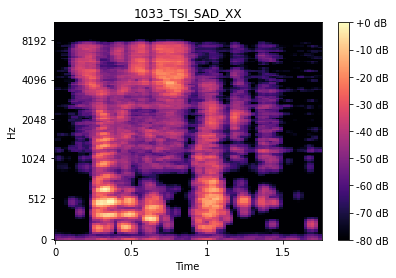 1033_TSI_SAD_XX
+0 dB
8192
-10 dB
4096
-20 dB
-30 dB
2048
Hz
-40 dB
1024
-50 dB
512
-60 dB
-70 dB
0
-80 dB
0
0.5
1
1.5
Time